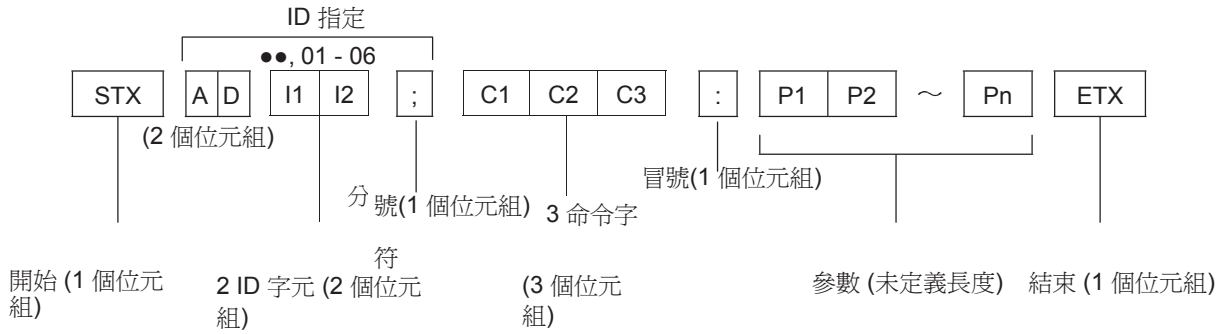 ID 指定
●●, 01 - 06
STX A D I1 I2 ; C1 C2 C3 : P1 P2 ～ Pn ETX
(2 個位元組)
冒號(1 個位元組)
分號(1 個位元組)
3 命令字
符
開始 (1 個位元
組)
2 ID 字元 (2 個位元
組)
(3 個位元
組)
參數 (未定義長度)
結束 (1 個位元組)